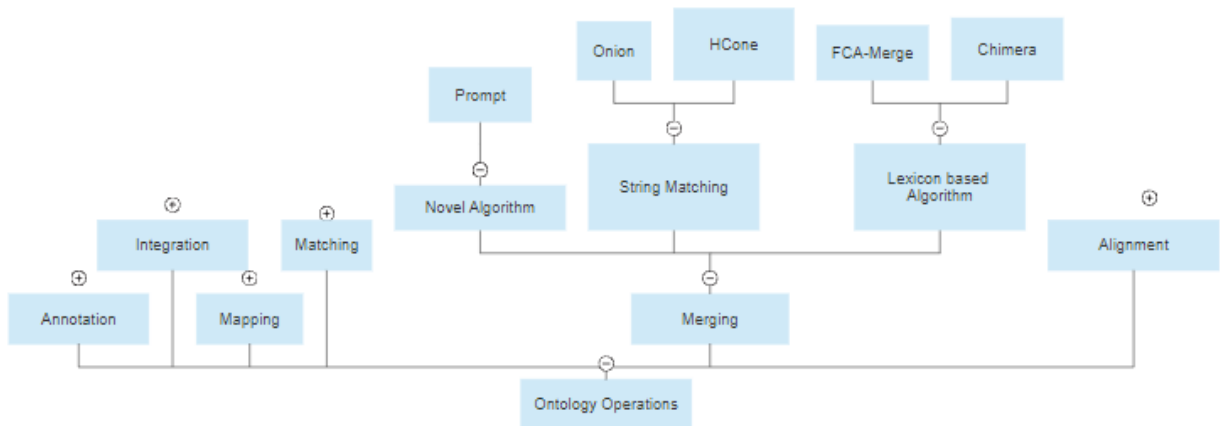 Onion
HCone
FCA-Merge
Chimera
Prompt
String Matching
Lexicon based
Algorithm
Novel Algorithm
Integration
Matching
Alignment
Annotation
Mapping
Merging
Ontology Operations